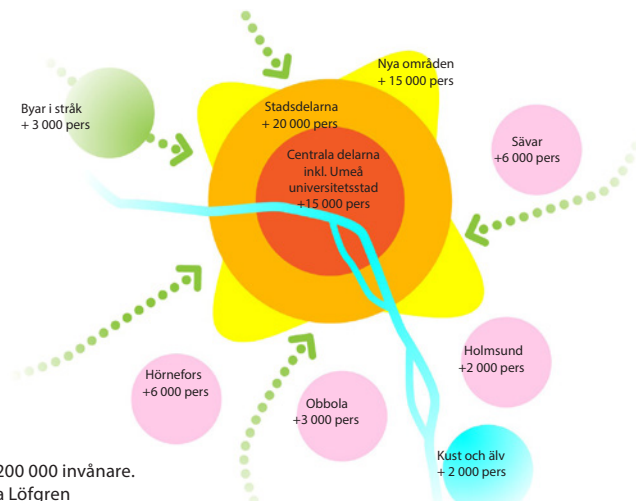 Nya områden
+ 15 000 pers
Byar i stråk
+ 3 000 pers
Stadsdelarna
+ 20 000 pers
Sävar
+6 000 pers
Centrala delarna
inkl. Umeå
universitetsstad
+15 000 pers
Holmsund
+2 000 pers
Hörnefors
+6 000 pers
Obbola
+3 000 pers
Kust och älv
+ 2 000 pers
200 000 invånare.
Löfgren